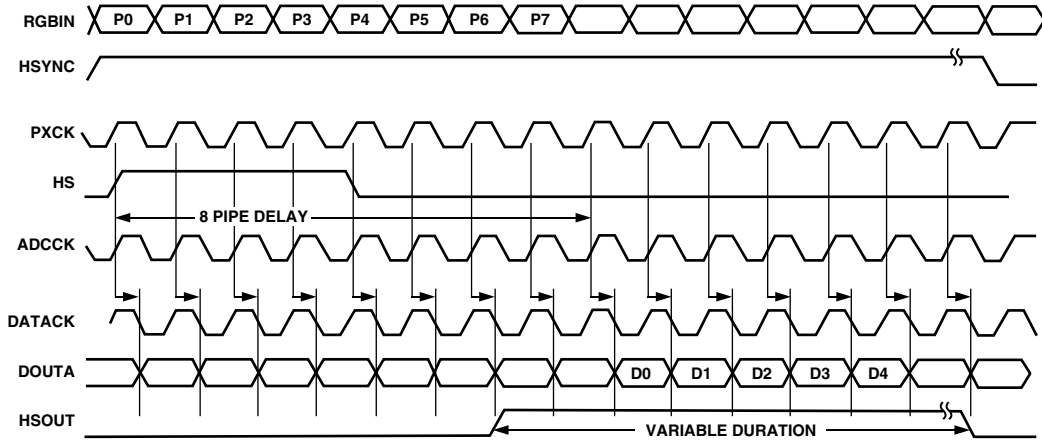 RGBIN P0 P1 P2 P3 P4 P5 P6 P7
HSYNC
PXCK
HS
8 PIPE DELAY
ADCCK
DATACK
DOUTA D0 D1 D2 D3 D4
HSOUT
VARIABLE DURATION